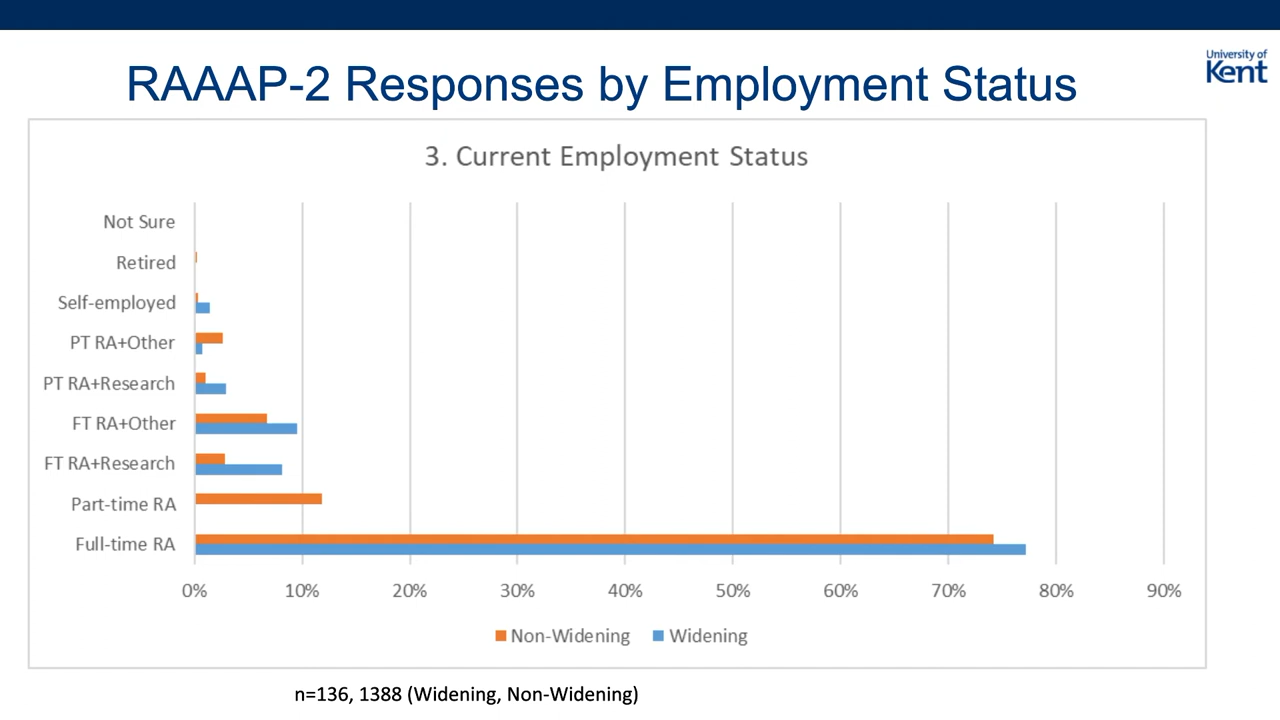 University of
Kent
RAAAP-2 Responses by Employment Status
3. Current Employment Status
Not Sure
Retired
Self-employed
PT RA+Other
PT RA+Research
FT RA+Other
FT RA+Research
Part-time RA
Full-time RA
0% 10% 20% 30% 40% 50% 60% 70% 80% 90%
Non-Widening Widening
n=136, 1388 (Widening, Non-Widening)